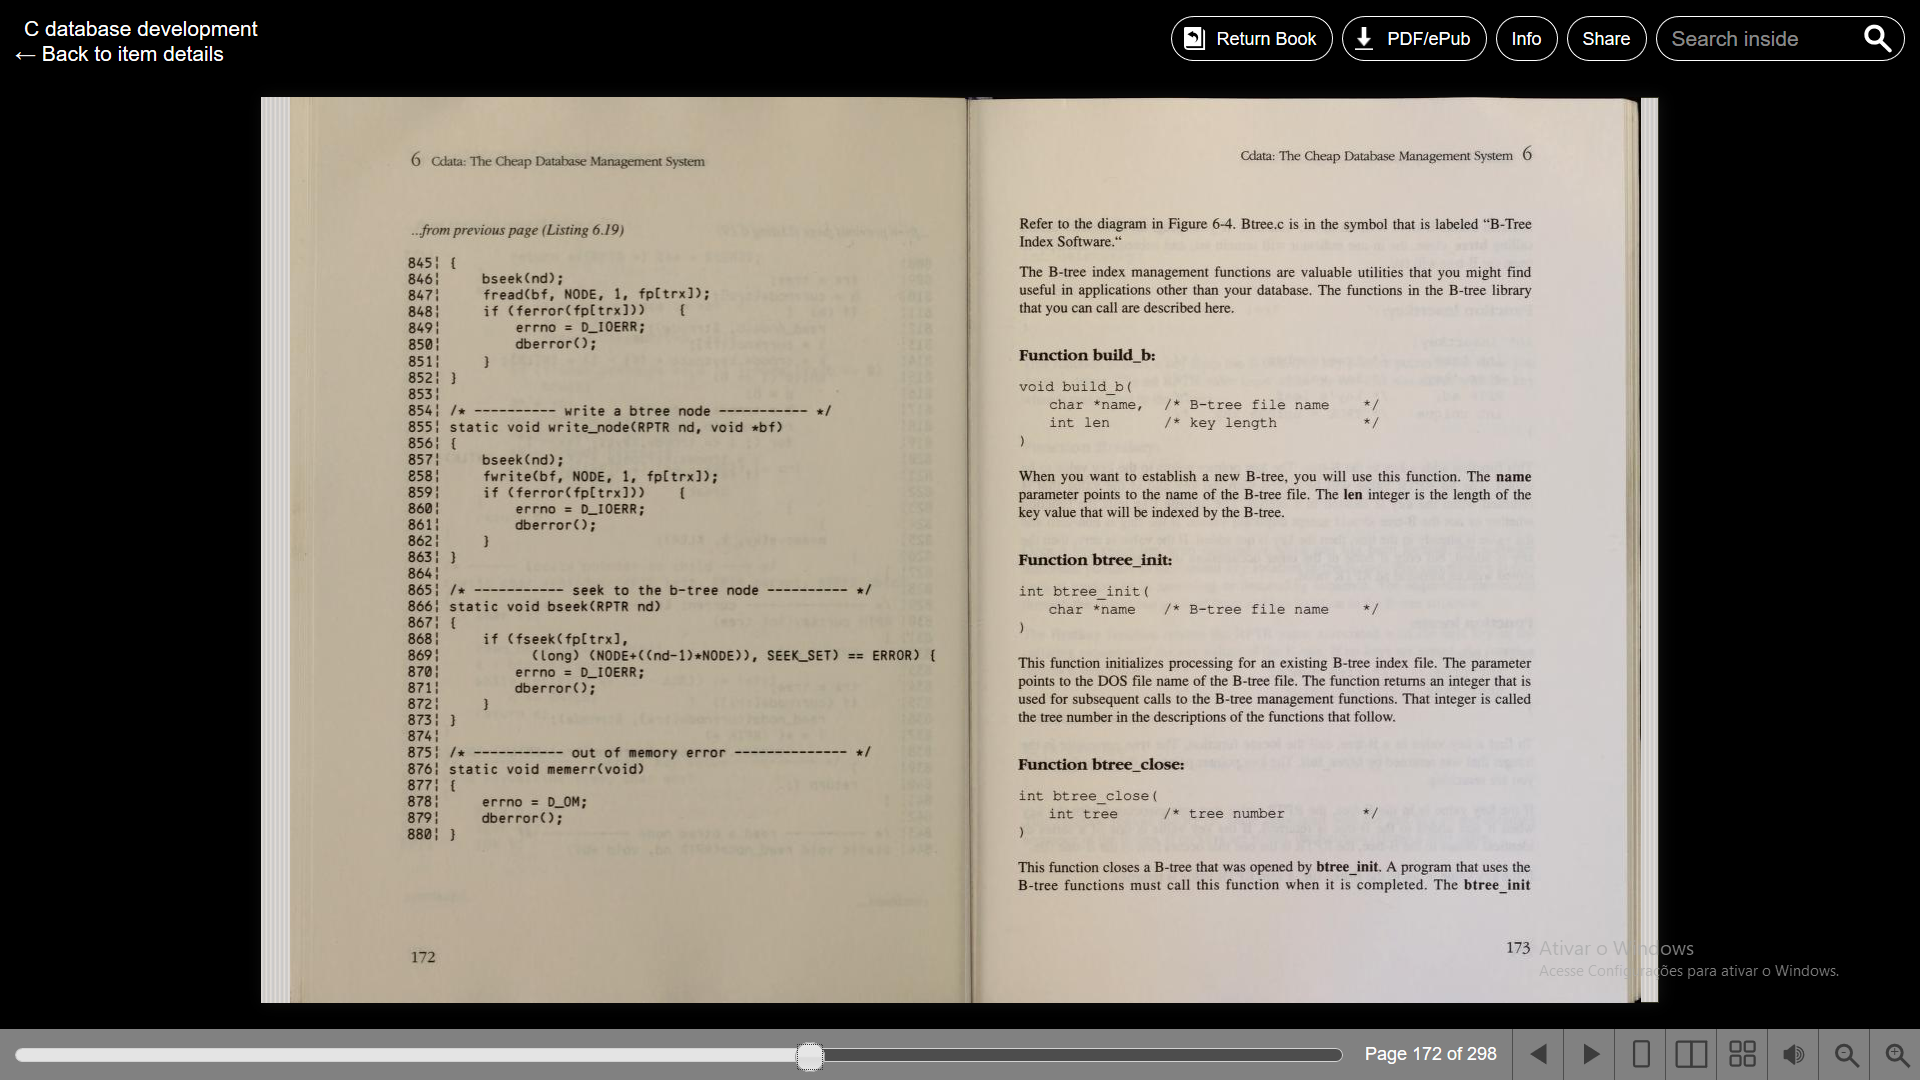 C database development
← Back to item details
Return Book
PDF/ePub
Info
Share
Search inside
6 Cdata: The Cheap Database Management System
...from previous page (Listing 6.19)
845¦ {
846¦     bseek(nd);
847¦     fread(bf, NODE, 1, fp[trx]);
848¦     if (ferror(fp[trx]))    {
849¦         errno = D_IOERR;
850¦         dberror();
851¦     }
852¦ }
853¦
854¦ /* ---------- write a btree node ----------- */
855¦ static void write_node(RPTR nd, void *bf)
856¦ {
857¦     bseek(nd);
858¦     fwrite(bf, NODE, 1, fp[trx]);
859¦     if (ferror(fp[trx]))    {
860¦         errno = D_IOERR;
861¦         dberror();
862¦     }
863¦ }
864¦
865¦ /* ----------- seek to the b-tree node ---------- */
866¦ static void bseek(RPTR nd)
867¦ {
868¦     if (fseek(fp[trx],
869¦           (long) (NODE+((nd-1)*NODE)), SEEK_SET) == ERROR) {
870¦         errno = D_IOERR;
871¦         dberror();
872¦     }
873¦ }
874¦
875¦ /* ----------- out of memory error -------------- */
876¦ static void memerr(void)
877¦ {
878¦     errno = D_OM;
879¦     dberror();
880¦ }
172
Cdata: The Cheap Database Management System 6
Refer to the diagram in Figure 6-4. Btree.c is in the symbol that is labeled “B-Tree
Index Software.“
The B-tree index management functions are valuable utilities that you might find
useful in applications other than your database. The functions in the B-tree library
that you can call are described here.
Function build_b:
void build_b(
char *name, /* B-tree file name */
int len /* key length */
)
When you want to establish a new B-tree, you will use this function. The name
parameter points to the name of the B-tree file. The len integer is the length of the
key value that will be indexed by the B-tree.
Function btree_init:
int btree_init(
char *name /* B-tree file name */
)
This function initializes processing for an existing B-tree index file. The parameter
points to the DOS file name of the B-tree file. The function returns an integer that is
used for subsequent calls to the B-tree management functions. That integer is called
the tree number in the descriptions of the functions that follow.
Function btree_close:
int btree_close(
int tree /* tree number */
)
This function closes a B-tree that was opened by btree_init. A program that uses the
B-tree functions must call this function when it is completed. The btree_init
173
Ativar o Windows
Acesse Configurações para ativar o Windows.
Page 172 of 298